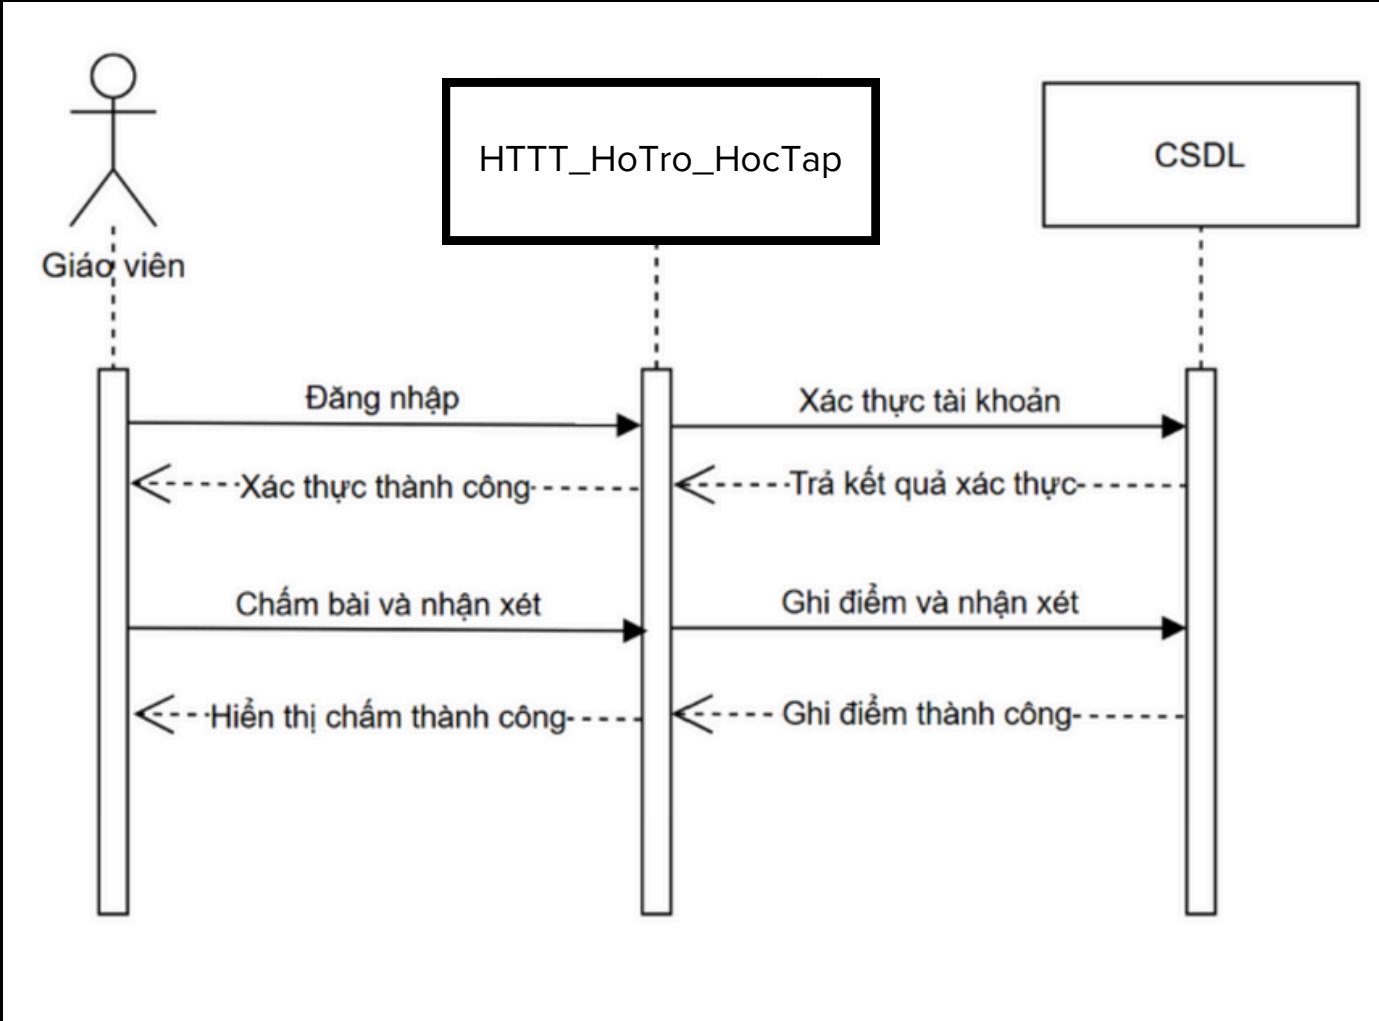 HTTT_HoTro_HocTap
CSDL
Giáo viên
Đăng nhập
Xác thực tài khoản
Xác thực thành công
Trả kết quả xác thực
Chấm bài và nhận xét
Ghi điểm và nhận xét
Hiển thị chấm thành công
Ghi điểm thành công